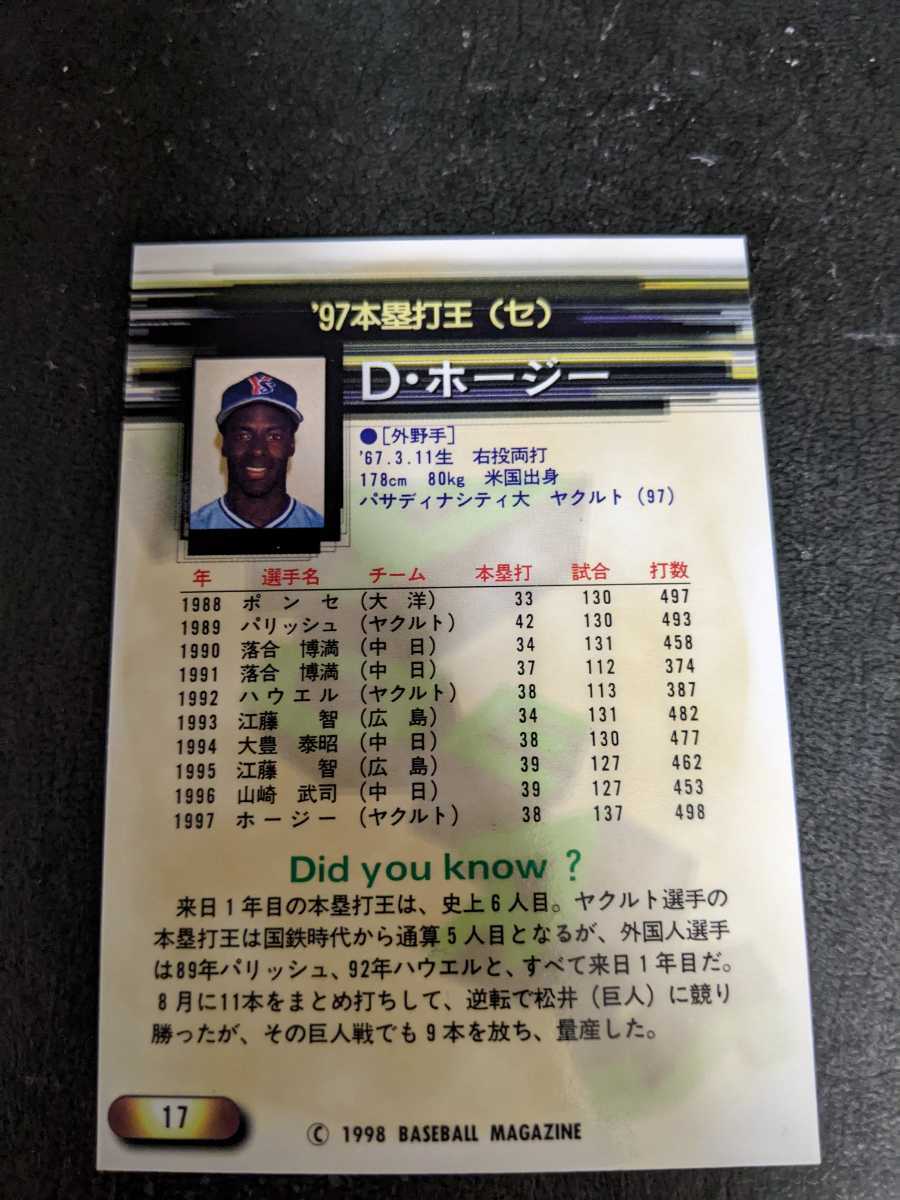 '97本塁打王（セ）
D・ホージー
YS
●［外野手］
'67.3.11生　右投両打
178cm　80kg　米国出身
パサディナシティ大　ヤクルト（97）
年　選手名　チーム　本塁打　試合　打数
1988　ポンセ　（大　洋）　33　130　497
1989　パリッシュ　（ヤクルト）　42　130　493
1990　落合　博満　（中　日）　34　131　458
1991　落合　博満　（中　日）　37　112　374
1992　ハウエル　（ヤクルト）　38　113　387
1993　江藤　智　（広　島）　34　131　482
1994　大豊　泰昭　（中　日）　38　130　477
1995　江藤　智　（広　島）　39　127　462
1996　山崎　武司　（中　日）　39　127　453
1997　ホージー　（ヤクルト）　38　137　498
Did you know ?
来日1年目の本塁打王は、史上6人目。ヤクルト選手の
本塁打王は国鉄時代から通算5人目となるが、外国人選手
は89年パリッシュ、92年ハウエルと、すべて来日1年目だ。
8月に11本をまとめ打ちして、逆転で松井（巨人）に競り
勝ったが、その巨人戦でも9本を放ち、量産した。
17
© 1998 BASEBALL MAGAZINE